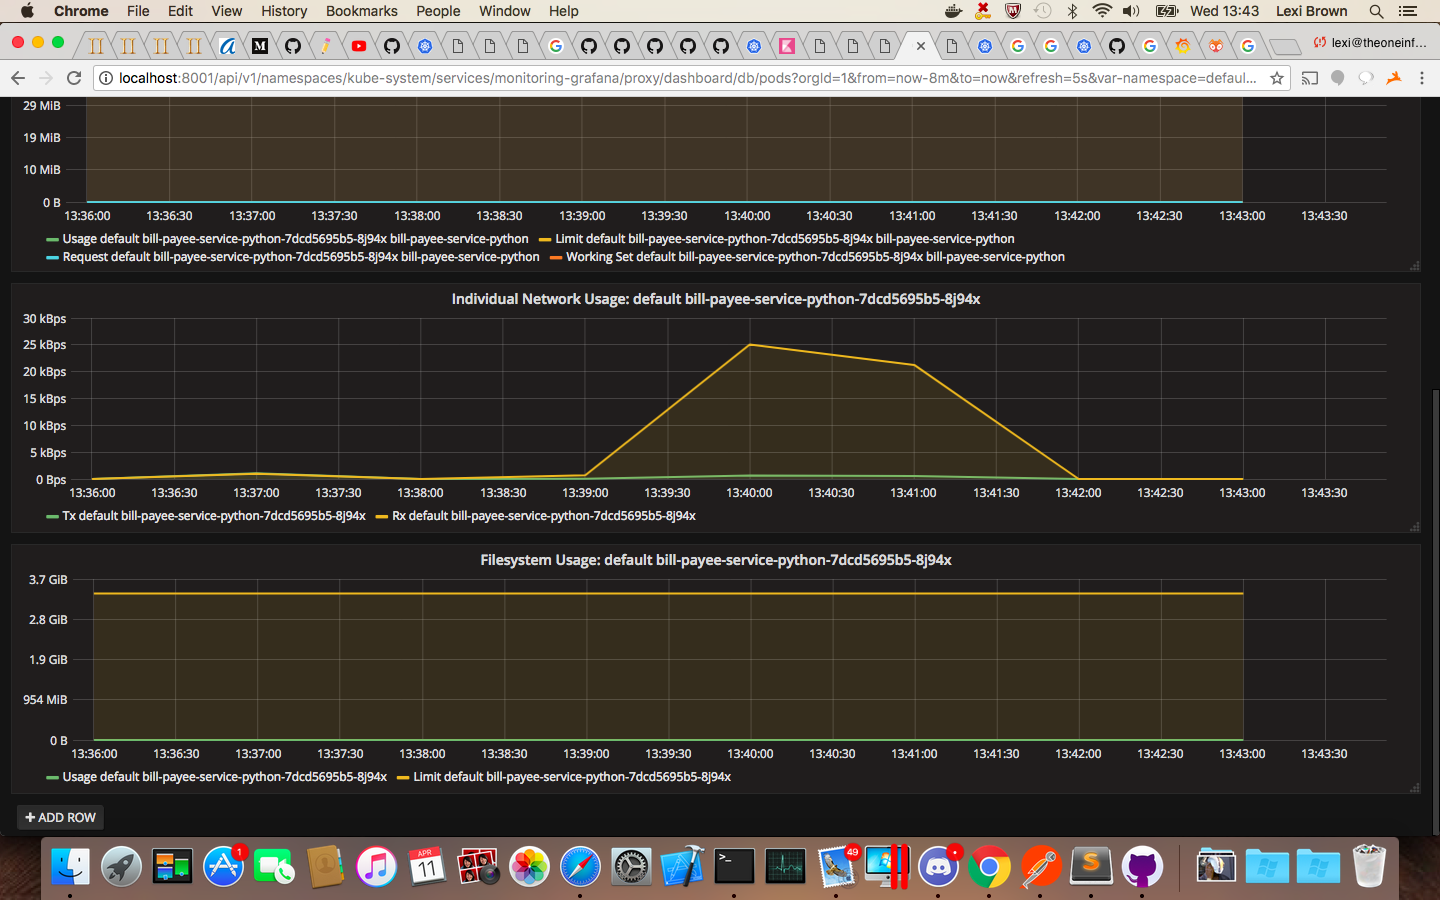 Chrome File Edit View History Bookmarks People Window Help Wed 13:43 Lexi Brown
lexi@theoneinf...
localhost:8001/api/v1/namespaces/kube-system/services/monitoring-grafana/proxy/dashboard/db/pods?orgId=1&from=now-8m&to=now&refresh=5s&var-namespace=defaul...
29 MiB
19 MiB
10 MiB
0 B
13:36:00 13:36:30 13:37:00 13:37:30 13:38:00 13:38:30 13:39:00 13:39:30 13:40:00 13:40:30 13:41:00 13:41:30 13:42:00 13:42:30 13:43:00 13:43:30
Usage default bill-payee-service-python-7dcd5695b5-8j94x bill-payee-service-python Limit default bill-payee-service-python-7dcd5695b5-8j94x bill-payee-service-python
Request default bill-payee-service-python-7dcd5695b5-8j94x bill-payee-service-python Working Set default bill-payee-service-python-7dcd5695b5-8j94x bill-payee-service-python
Individual Network Usage: default bill-payee-service-python-7dcd5695b5-8j94x
30 kBps
25 kBps
20 kBps
15 kBps
10 kBps
5 kBps
0 Bps
13:36:00 13:36:30 13:37:00 13:37:30 13:38:00 13:38:30 13:39:00 13:39:30 13:40:00 13:40:30 13:41:00 13:41:30 13:42:00 13:42:30 13:43:00 13:43:30
Tx default bill-payee-service-python-7dcd5695b5-8j94x Rx default bill-payee-service-python-7dcd5695b5-8j94x
Filesystem Usage: default bill-payee-service-python-7dcd5695b5-8j94x
3.7 GiB
2.8 GiB
1.9 GiB
954 MiB
0 B
13:36:00 13:36:30 13:37:00 13:37:30 13:38:00 13:38:30 13:39:00 13:39:30 13:40:00 13:40:30 13:41:00 13:41:30 13:42:00 13:42:30 13:43:00 13:43:30
Usage default bill-payee-service-python-7dcd5695b5-8j94x Limit default bill-payee-service-python-7dcd5695b5-8j94x
+ ADD ROW
1
APR
11
>_
49
S